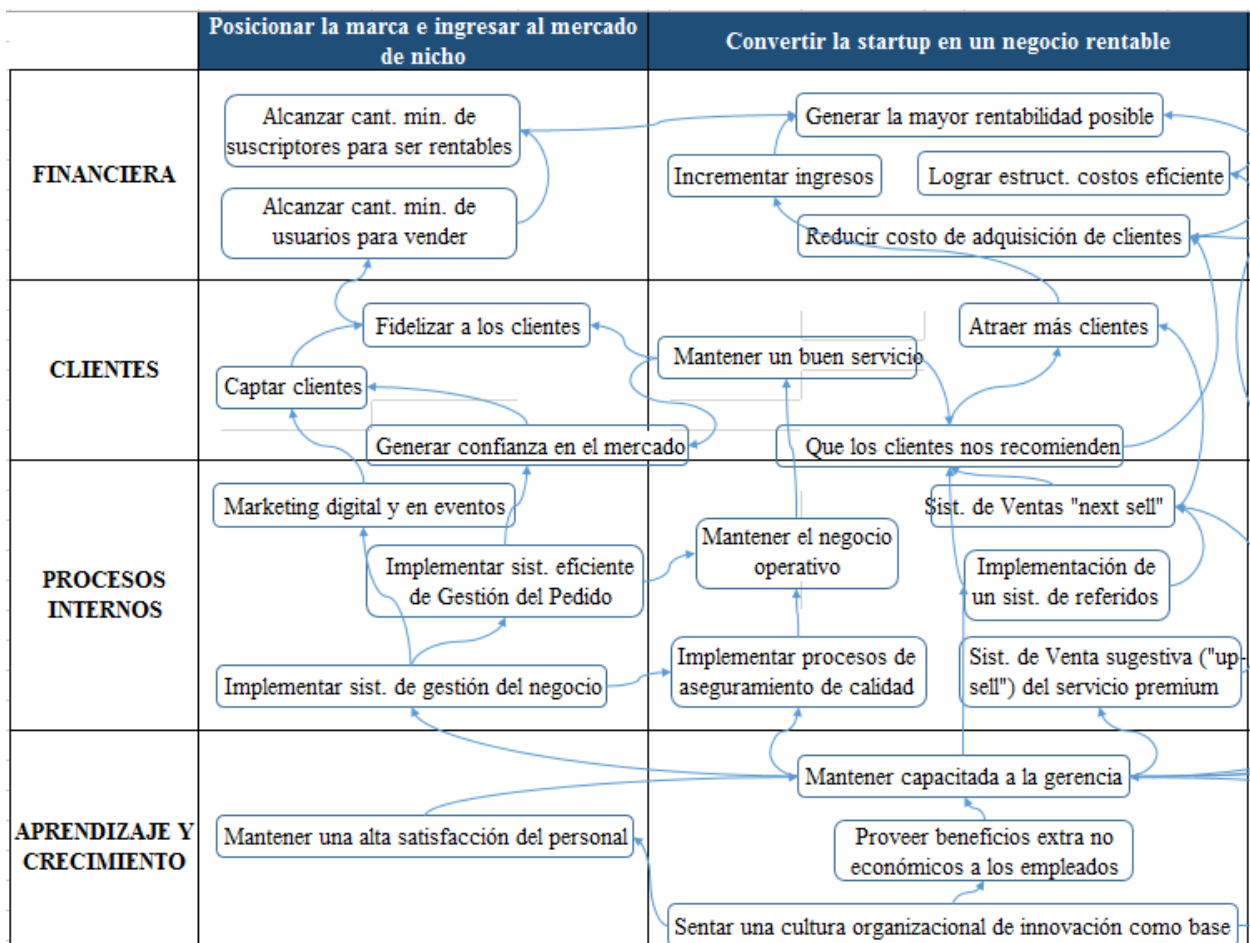 Posicionar la marca e ingresar al mercado
de nicho
Convertir la startup en un negocio rentable
FINANCIERA
Alcanzar cant. min. de
suscriptores para ser rentables
Alcanzar cant. min. de
usuarios para vender
Generar la mayor rentabilidad posible
Incrementar ingresos
Lograr estruct. costos eficiente
Reducir costo de adquisición de clientes
CLIENTES
Fidelizar a los clientes
Captar clientes
Generar confianza en el mercado
Mantener un buen servicio
Atraer más clientes
Que los clientes nos recomienden
PROCESOS
INTERNOS
Marketing digital y en eventos
Implementar sist. eficiente
de Gestión del Pedido
Implementar sist. de gestión del negocio
Mantener el negocio
operativo
Sist. de Ventas "next sell"
Implementación de
un sist. de referidos
Implementar procesos de
aseguramiento de calidad
Sist. de Venta sugestiva ("up-
sell") del servicio premium
APRENDIZAJE Y
CRECIMIENTO
Mantener una alta satisfacción del personal
Mantener capacitada a la gerencia
Proveer beneficios extra no
económicos a los empleados
Sentar una cultura organizacional de innovación como base